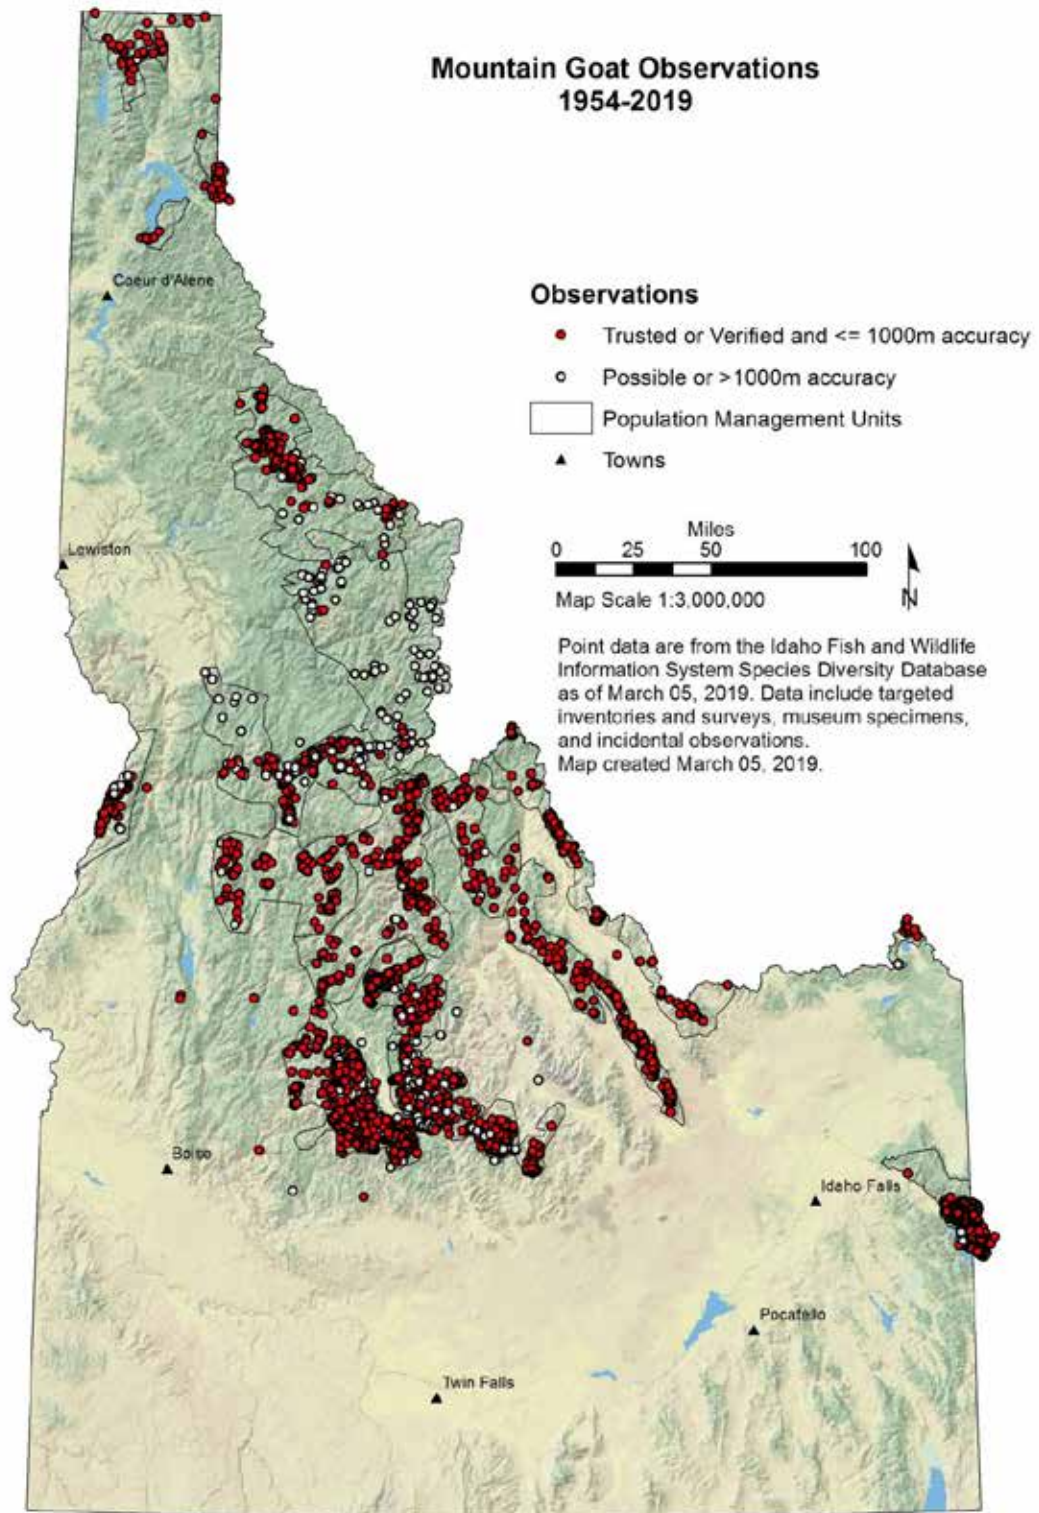 Mountain Goat Observations
1954-2019
Coeur d'Alene
Observations
Trusted or Verified and <= 1000m accuracy
Possible or >1000m accuracy
Population Management Units
Towns
Lewiston
Miles
0 25 50 100
Map Scale 1:3,000,000
N
Point data are from the Idaho Fish and Wildlife
Information System Species Diversity Database
as of March 05, 2019. Data include targeted
inventories and surveys, museum specimens,
and incidental observations.
Map created March 05, 2019.
Boise
Idaho Falls
Pocatello
Twin Falls